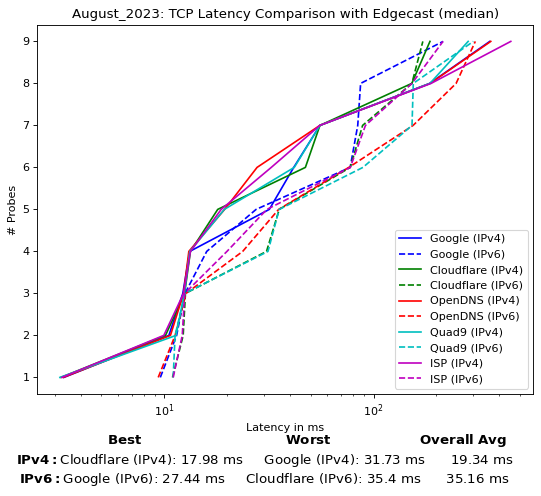 August_2023: TCP Latency Comparison with Edgecast (median)
9
8
7
6
5
4
3
2
1
# Probes
Google (IPv4)
Google (IPv6)
Cloudflare (IPv4)
Cloudflare (IPv6)
OpenDNS (IPv4)
OpenDNS (IPv6)
Quad9 (IPv4)
Quad9 (IPv6)
ISP (IPv4)
ISP (IPv6)
10¹ 10²
Latency in ms
Best Worst Overall Avg
IPv4: Cloudflare (IPv4): 17.98 ms Google (IPv4): 31.73 ms 19.34 ms
IPv6: Google (IPv6): 27.44 ms Cloudflare (IPv6): 35.4 ms 35.16 ms